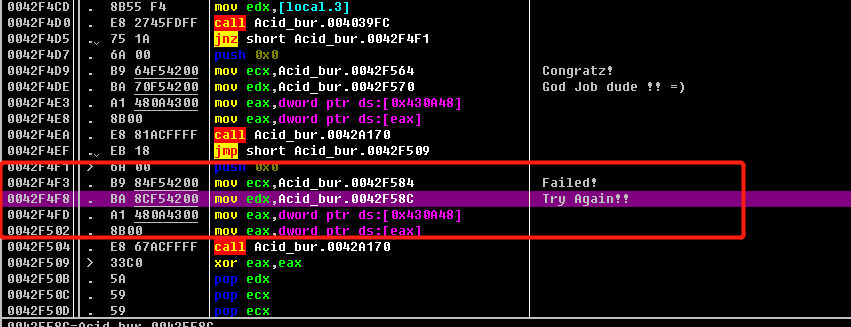 0042F4CD . 8B55 F4 mov edx,[local.3]
0042F4D0 . E8 2745FDFF call Acid_bur.004039FC
0042F4D5 .⌄ 75 1A jnz short Acid_bur.0042F4F1
0042F4D7 . 6A 00 push 0x0
0042F4D9 . B9 64F54200 mov ecx,Acid_bur.0042F564 Congratz!
0042F4DE . BA 70F54200 mov edx,Acid_bur.0042F570 God Job dude !! =)
0042F4E3 . A1 480A4300 mov eax,dword ptr ds:[0x430A48]
0042F4E8 . 8B00 mov eax,dword ptr ds:[eax]
0042F4EA . E8 81ACFFFF call Acid_bur.0042A170
0042F4EF .⌄ EB 18 jmp short Acid_bur.0042F509
0042F4F1 > 6A 00 push 0x0
0042F4F3 . B9 84F54200 mov ecx,Acid_bur.0042F584 Failed!
0042F4F8 . BA 8CF54200 mov edx,Acid_bur.0042F58C Try Again!!
0042F4FD . A1 480A4300 mov eax,dword ptr ds:[0x430A48]
0042F502 . 8B00 mov eax,dword ptr ds:[eax]
0042F504 . E8 67ACFFFF call Acid_bur.0042A170
0042F509 > 33C0 xor eax,eax
0042F50B . 5A pop edx
0042F50C . 59 pop ecx
0042F50D . 59 pop ecx
0042F58C=Acid_bur.0042F58C